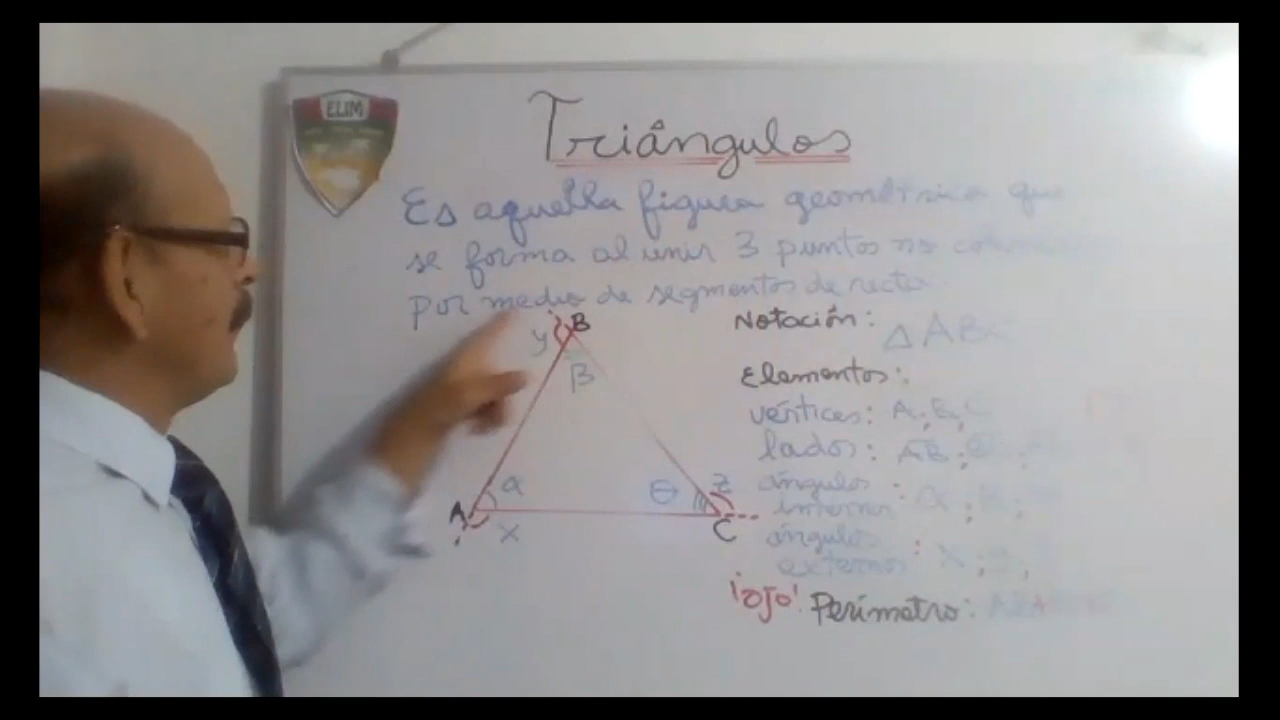 ELIM
Triángulos
Es aquella figura geométrica que
se forma al unir 3 puntos no
por medio de segmentos de recta
B
y
β
Notación: △ABC
Elementos:
vértices: A; B; C
lados: AB;
α
θ
z
ángulos
internos : α;
A
x
C
ángulos
externos : x;
¡OJO! Perímetro: